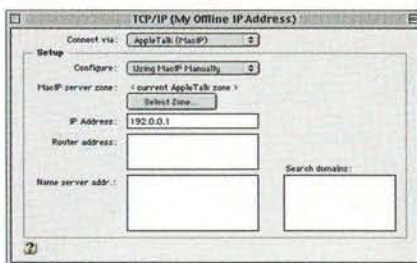 TCP/IP (My Offline IP Address)
Connect via: AppleTalk (MacIP)
Setup
Configure: Using MacIP Manually
MacIP server zone: < current AppleTalk zone >
Select Zone...
IP Address: 192.0.0.1
Router address:
Search domains:
Name server addr.:
?